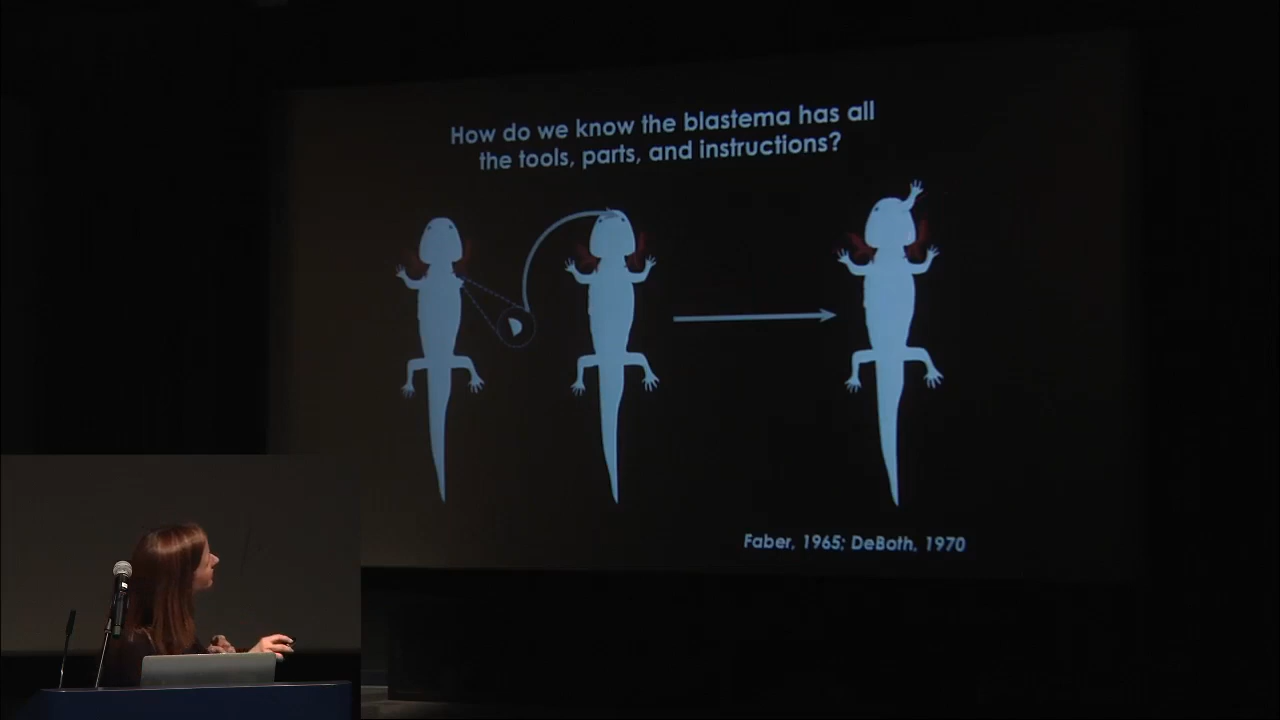 How do we know the blastema has all
the tools, parts, and instructions?
Faber, 1965; DeBoth, 1970